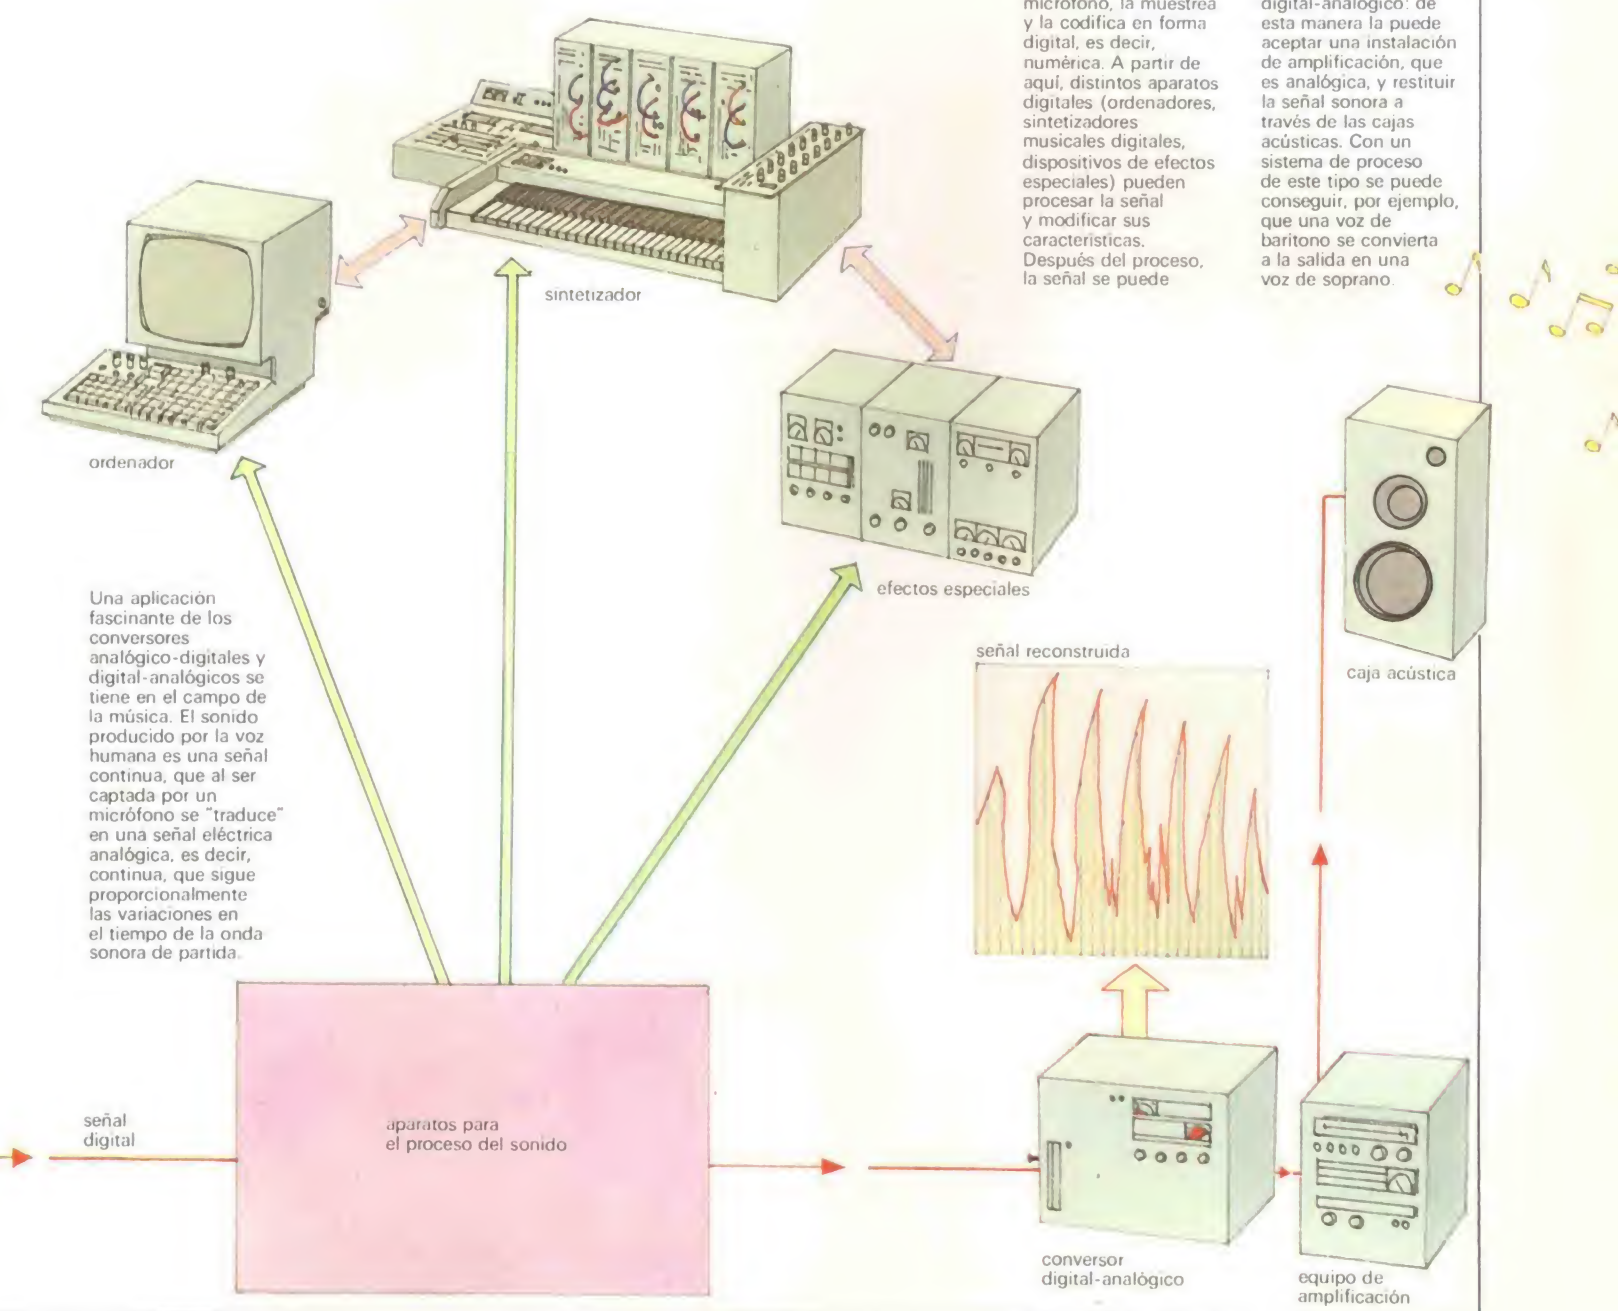 micrófono, la muestrea
y la codifica en forma
digital, es decir,
numérica. A partir de
aquí, distintos aparatos
digitales (ordenadores,
sintetizadores
musicales digitales,
dispositivos de efectos
especiales) pueden
procesar la señal
y modificar sus
características.
Después del proceso,
la señal se puede
digital-analógico: de
esta manera la puede
aceptar una instalación
de amplificación, que
es analógica, y restituir
la señal sonora a
través de las cajas
acústicas. Con un
sistema de proceso
de este tipo se puede
conseguir, por ejemplo,
que una voz de
baritono se convierta
a la salida en una
voz de soprano.
sintetizador
ordenador
efectos especiales
Una aplicación
fascinante de los
conversores
analógico-digitales y
digital-analógicos se
tiene en el campo de
la música. El sonido
producido por la voz
humana es una señal
continua, que al ser
captada por un
micrófono se "traduce"
en una señal eléctrica
analógica, es decir,
continua, que sigue
proporcionalmente
las variaciones en
el tiempo de la onda
sonora de partida.
señal reconstruida
caja acústica
señal
digital
aparatos para
el proceso del sonido
conversor
digital-analógico
equipo de
amplificación